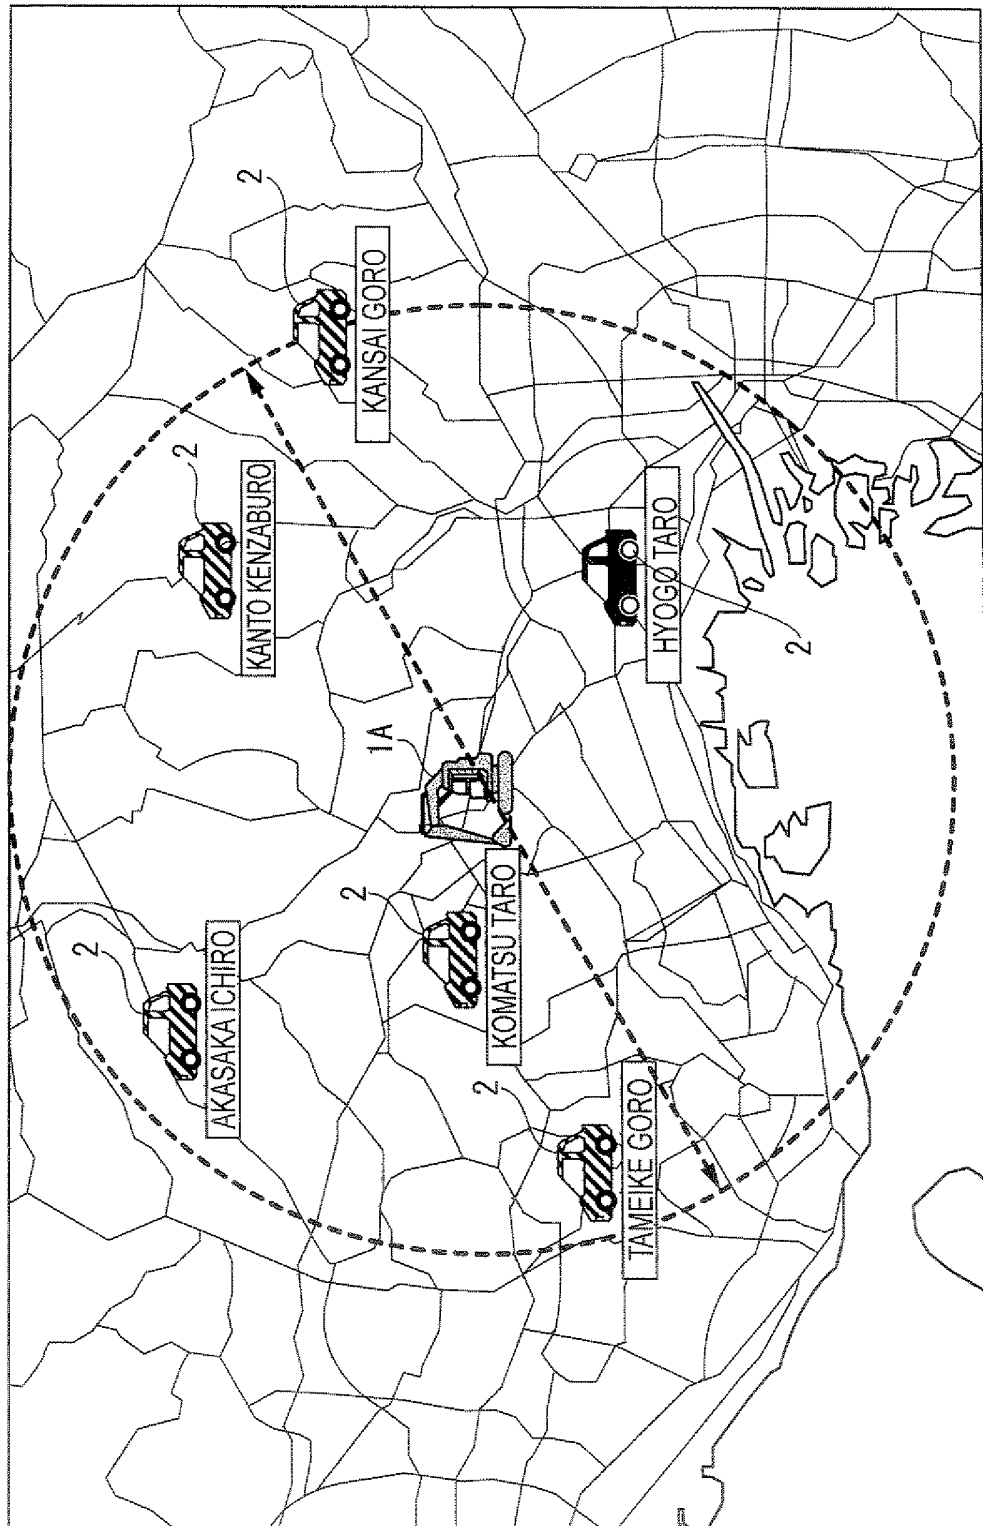 2
2
AKASAKA ICHIRO
2
KANTO KENZABURO
2
KANSAI GORO
1A
2
KOMATSU TARO
TAMEIKE GORO
HYOGO TARO
2